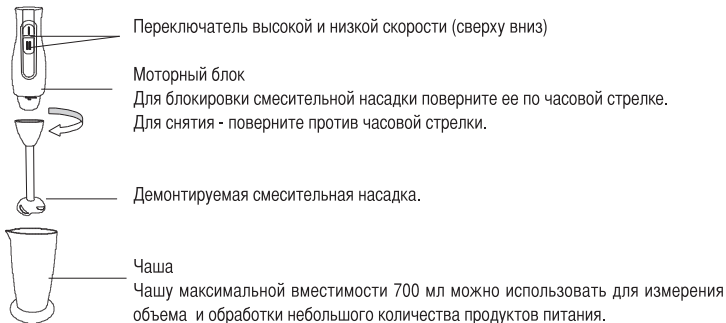 Переключатель высокой и низкой скорости (сверху вниз)
Моторный блок
Для блокировки смесительной насадки поверните ее по часовой стрелке.
Для снятия - поверните против часовой стрелки.
Демонтируемая смесительная насадка.
Чаша
Чашу максимальной вместимости 700 мл можно использовать для измерения
объема и обработки небольшого количества продуктов питания.